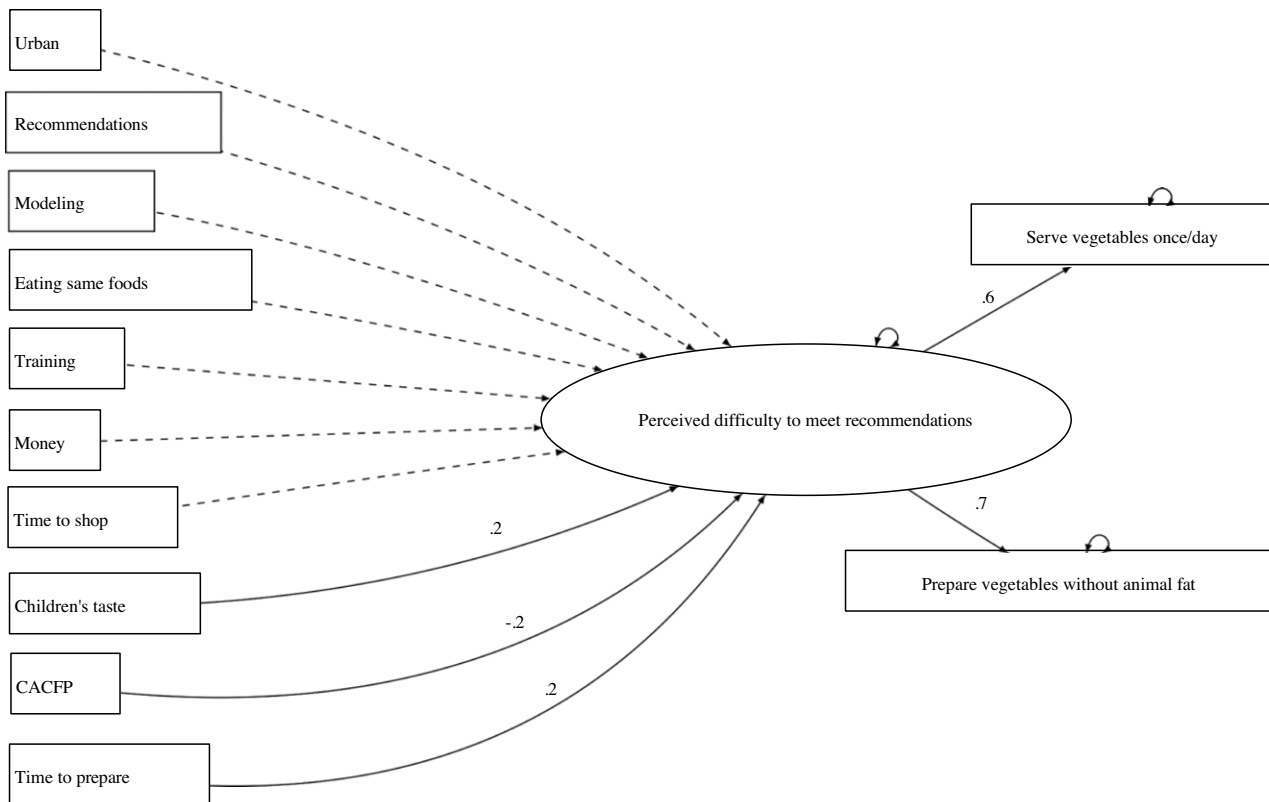 Urban
Recommendations
Modeling
Serve vegetables once/day
Eating same foods
.6
Training
Perceived difficulty to meet recommendations
Money
.7
Time to shop
.2
Prepare vegetables without animal fat
Children's taste
-.2
CACFP
.2
Time to prepare